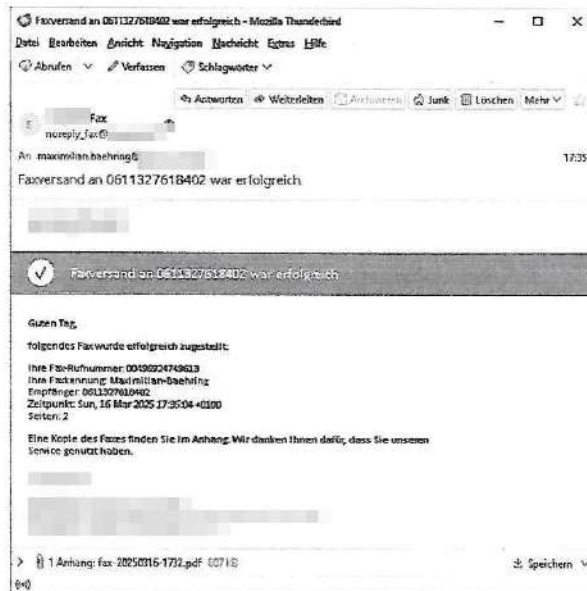 Faxversand an 0611327618402 war erfolgreich - Mozilla Thunderbird
Datei Bearbeiten Ansicht Navigation Nachricht Extras Hilfe
Abrufen Verfassen Schlagwörter
Antworten Weiterleiten Archivieren Junk Löschen Mehr
Fax
noreply_fax@
An maximilian.baehring@
17:35
Faxversand an 0611327618402 war erfolgreich
Faxversand an 0611327618402 war erfolgreich
Guten Tag,
folgendes Fax wurde erfolgreich zugestellt:
Ihre Fax-Rufnummer: 00496924749613
Ihre Faxkennung: Maximilian-Baehring
Empfänger: 0611327618402
Zeitpunkt: Sun, 16 Mar 2025 17:35:04 +0100
Seiten: 2
Eine Kopie des Faxes finden Sie im Anhang. Wir danken Ihnen dafür, dass Sie unseren
Service genutzt haben.
1 Anhang: fax-20250316-1732.pdf 607 kB
Speichern